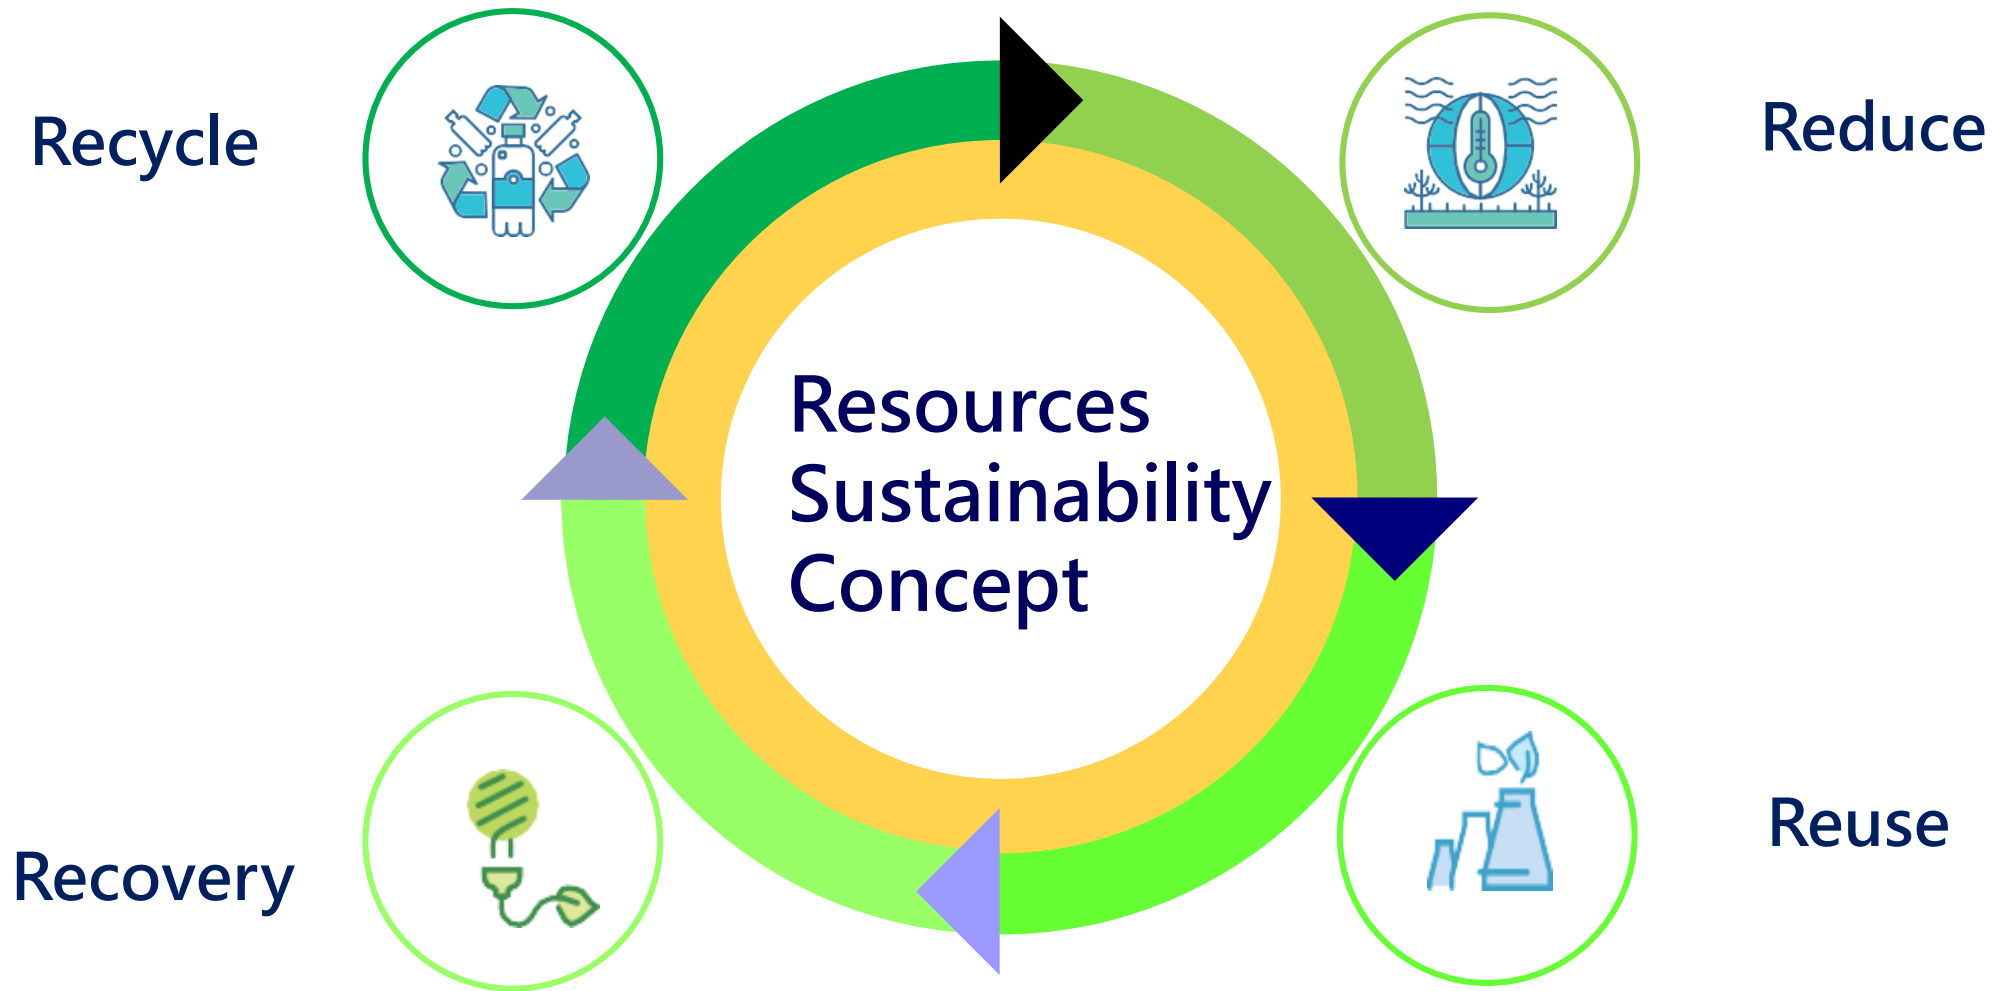 Recycle
Reduce
Resources
Sustainability
Concept
Recovery
Reuse